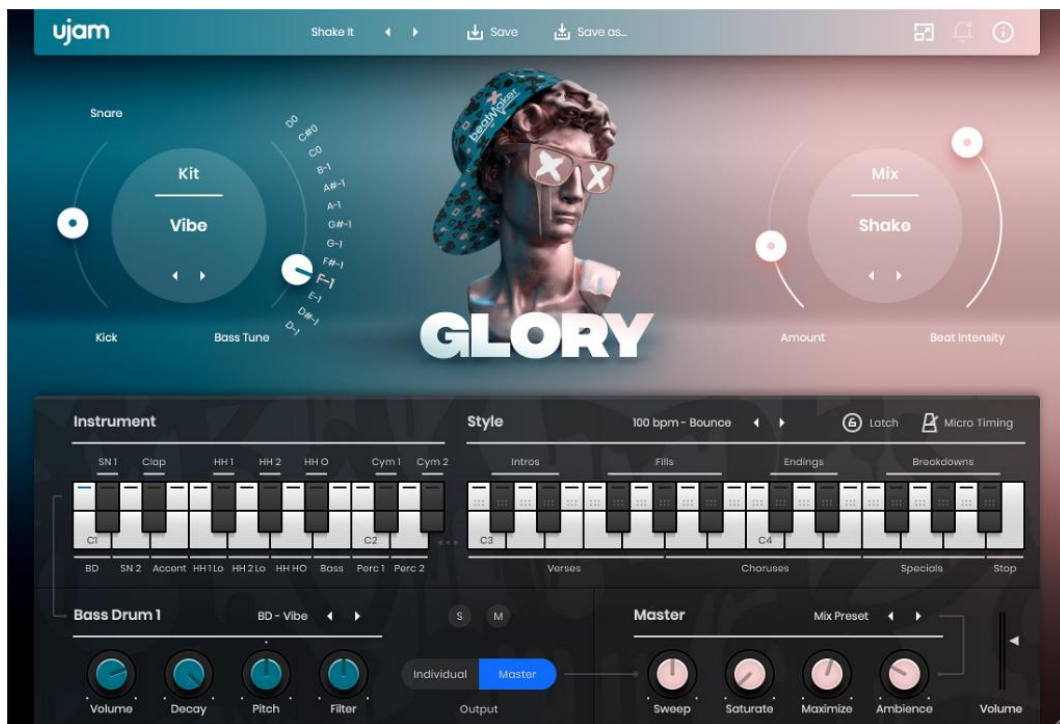 ujam
Shake It
Save
Save as...
Snare
Kit
Vibe
Kick
Bass Tune
D0
C#0
C0
B-1
A#-1
A-1
G#-1
G-1
F#-1
F-1
E-1
D#-1
D-1
beatMaker
GLORY
Mix
Shake
Amount
Beat Intensity
Instrument
SN 1 Clap HH 1 HH 2 HH O Cym 1 Cym 2
C1 C2
BD SN 2 Accent HH 1 Lo HH 2 Lo HH HO Bass Perc 1 Perc 2
Style
100 bpm - Bounce
Latch
Micro Timing
Intros Fills Endings Breakdowns
C3 C4
Verses Choruses Specials Stop
Bass Drum 1
BD - Vibe
S M
Volume Decay Pitch Filter
Individual Master
Output
Master
Mix Preset
Sweep Saturate Maximize Ambience
Volume